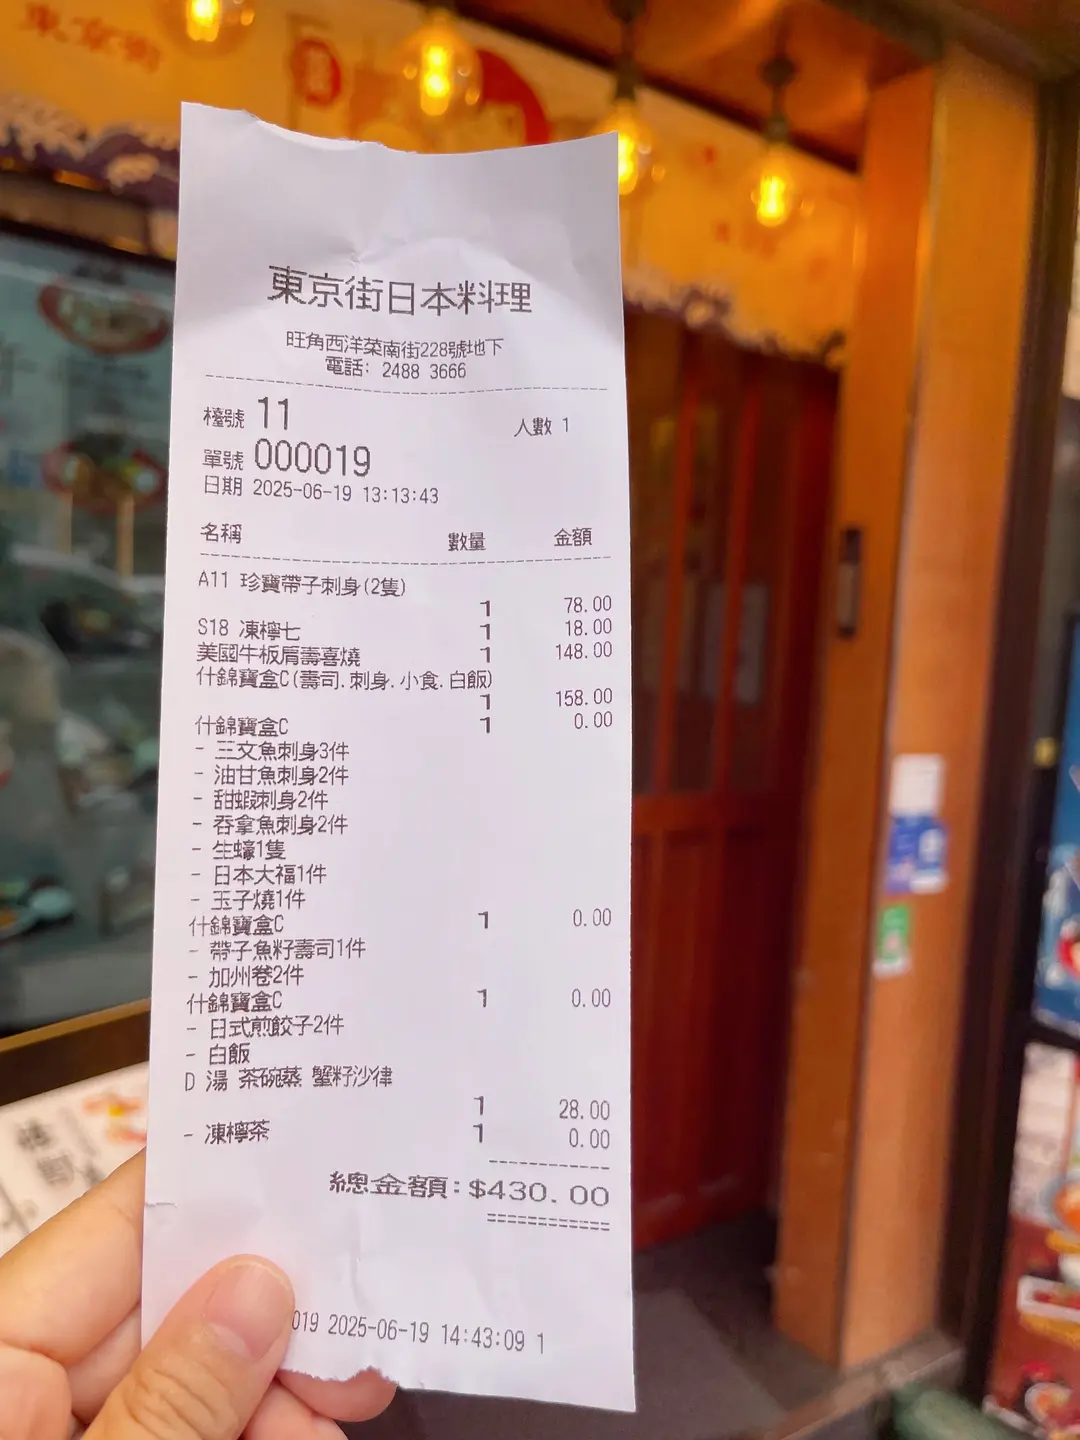 東京街
東京街日本料理
旺角西洋菜南街228號地下
電話: 2488 3666
檯號 11 人數 1
單號 000019
日期 2025-06-19 13:13:43
名稱 數量 金額
A11 珍寶帶子刺身(2隻)
1 78.00
S18 凍檸七 1 18.00
美國牛板肩壽喜燒 1 148.00
什錦寶盒C(壽司.刺身.小食.白飯)
1 158.00
什錦寶盒C 1 0.00
- 三文魚刺身3件
- 油甘魚刺身2件
- 甜蝦刺身2件
- 吞拿魚刺身2件
- 生蠔1隻
- 日本大福1件
- 玉子燒1件
什錦寶盒C 1 0.00
- 帶子魚籽壽司1件
- 加州卷2件
什錦寶盒C 1 0.00
- 日式煎餃子2件
- 白飯
D 湯 茶碗蒸 蟹籽沙律
1 28.00
- 凍檸茶 1 0.00
總金額:$430.00
019 2025-06-19 14:43:09 1